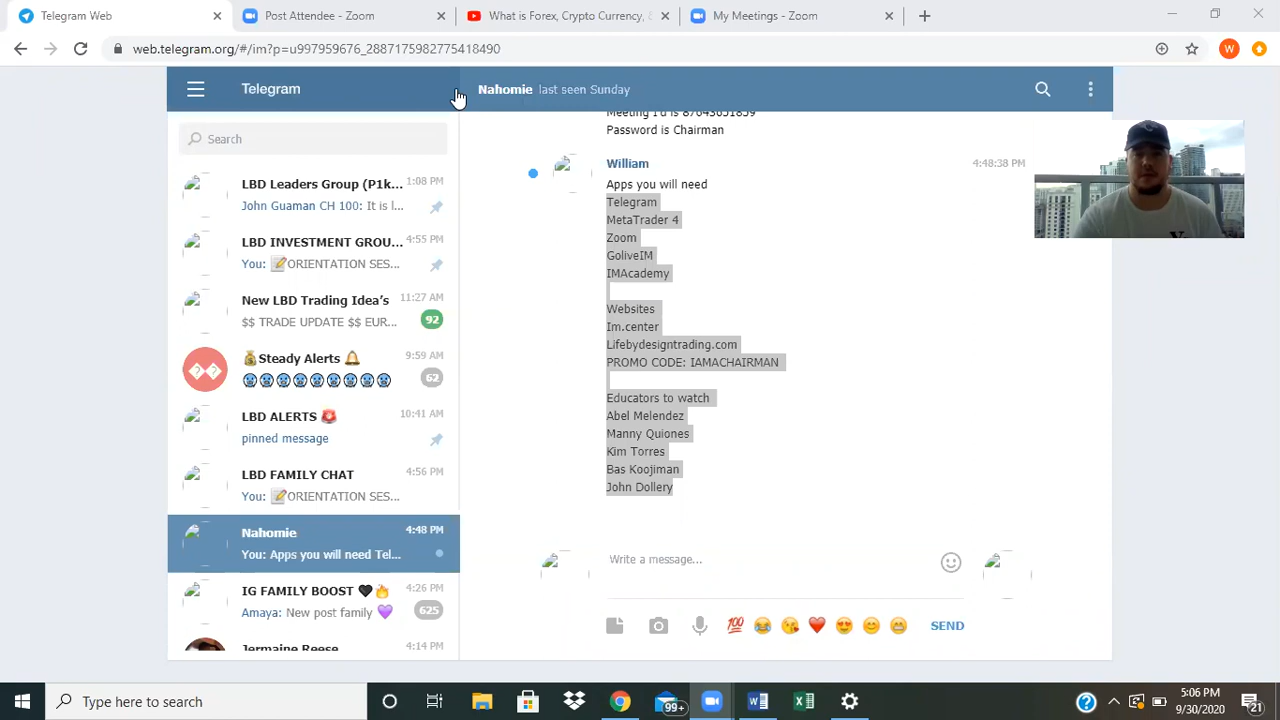 Telegram Web
Post Attendee - Zoom
What is Forex, Crypto Currency, &
My Meetings - Zoom
web.telegram.org/#/im?p=u997959676_2887175982775418490
W
Telegram
Nahomie last seen Sunday
Search
LBD Leaders Group (P1k... 1:08 PM
John Guaman CH 100: It is l...
LBD INVESTMENT GROU... 4:55 PM
You: 📝ORIENTATION SES...
New LBD Trading Idea's 11:27 AM
$$ TRADE UPDATE $$ EUR... 92
💰Steady Alerts 🔔 9:59 AM
🥶🥶🥶🥶🥶🥶🥶🥶🥶 62
LBD ALERTS 🚨 10:41 AM
pinned message
LBD FAMILY CHAT 4:56 PM
You: 📝ORIENTATION SES...
Nahomie 4:48 PM
You: Apps you will need Tel...
IG FAMILY BOOST 🖤🔥 4:26 PM
Amaya: New post family 💜 625
Jermaine Reese 4:14 PM
Meeting I'd is 87043651859
Password is Chairman
William 4:48:38 PM
Apps you will need
Telegram
MetaTrader 4
Zoom
GoliveIM
IMAcademy
Websites
Im.center
Lifebydesigntrading.com
PROMO CODE: IAMACHAIRMAN
Educators to watch
Abel Melendez
Manny Quiones
Kim Torres
Bas Koojiman
John Dollery
Write a message...
💯😂😘❤️😍😊😁 SEND
Type here to search
99+
5:06 PM
9/30/2020
21